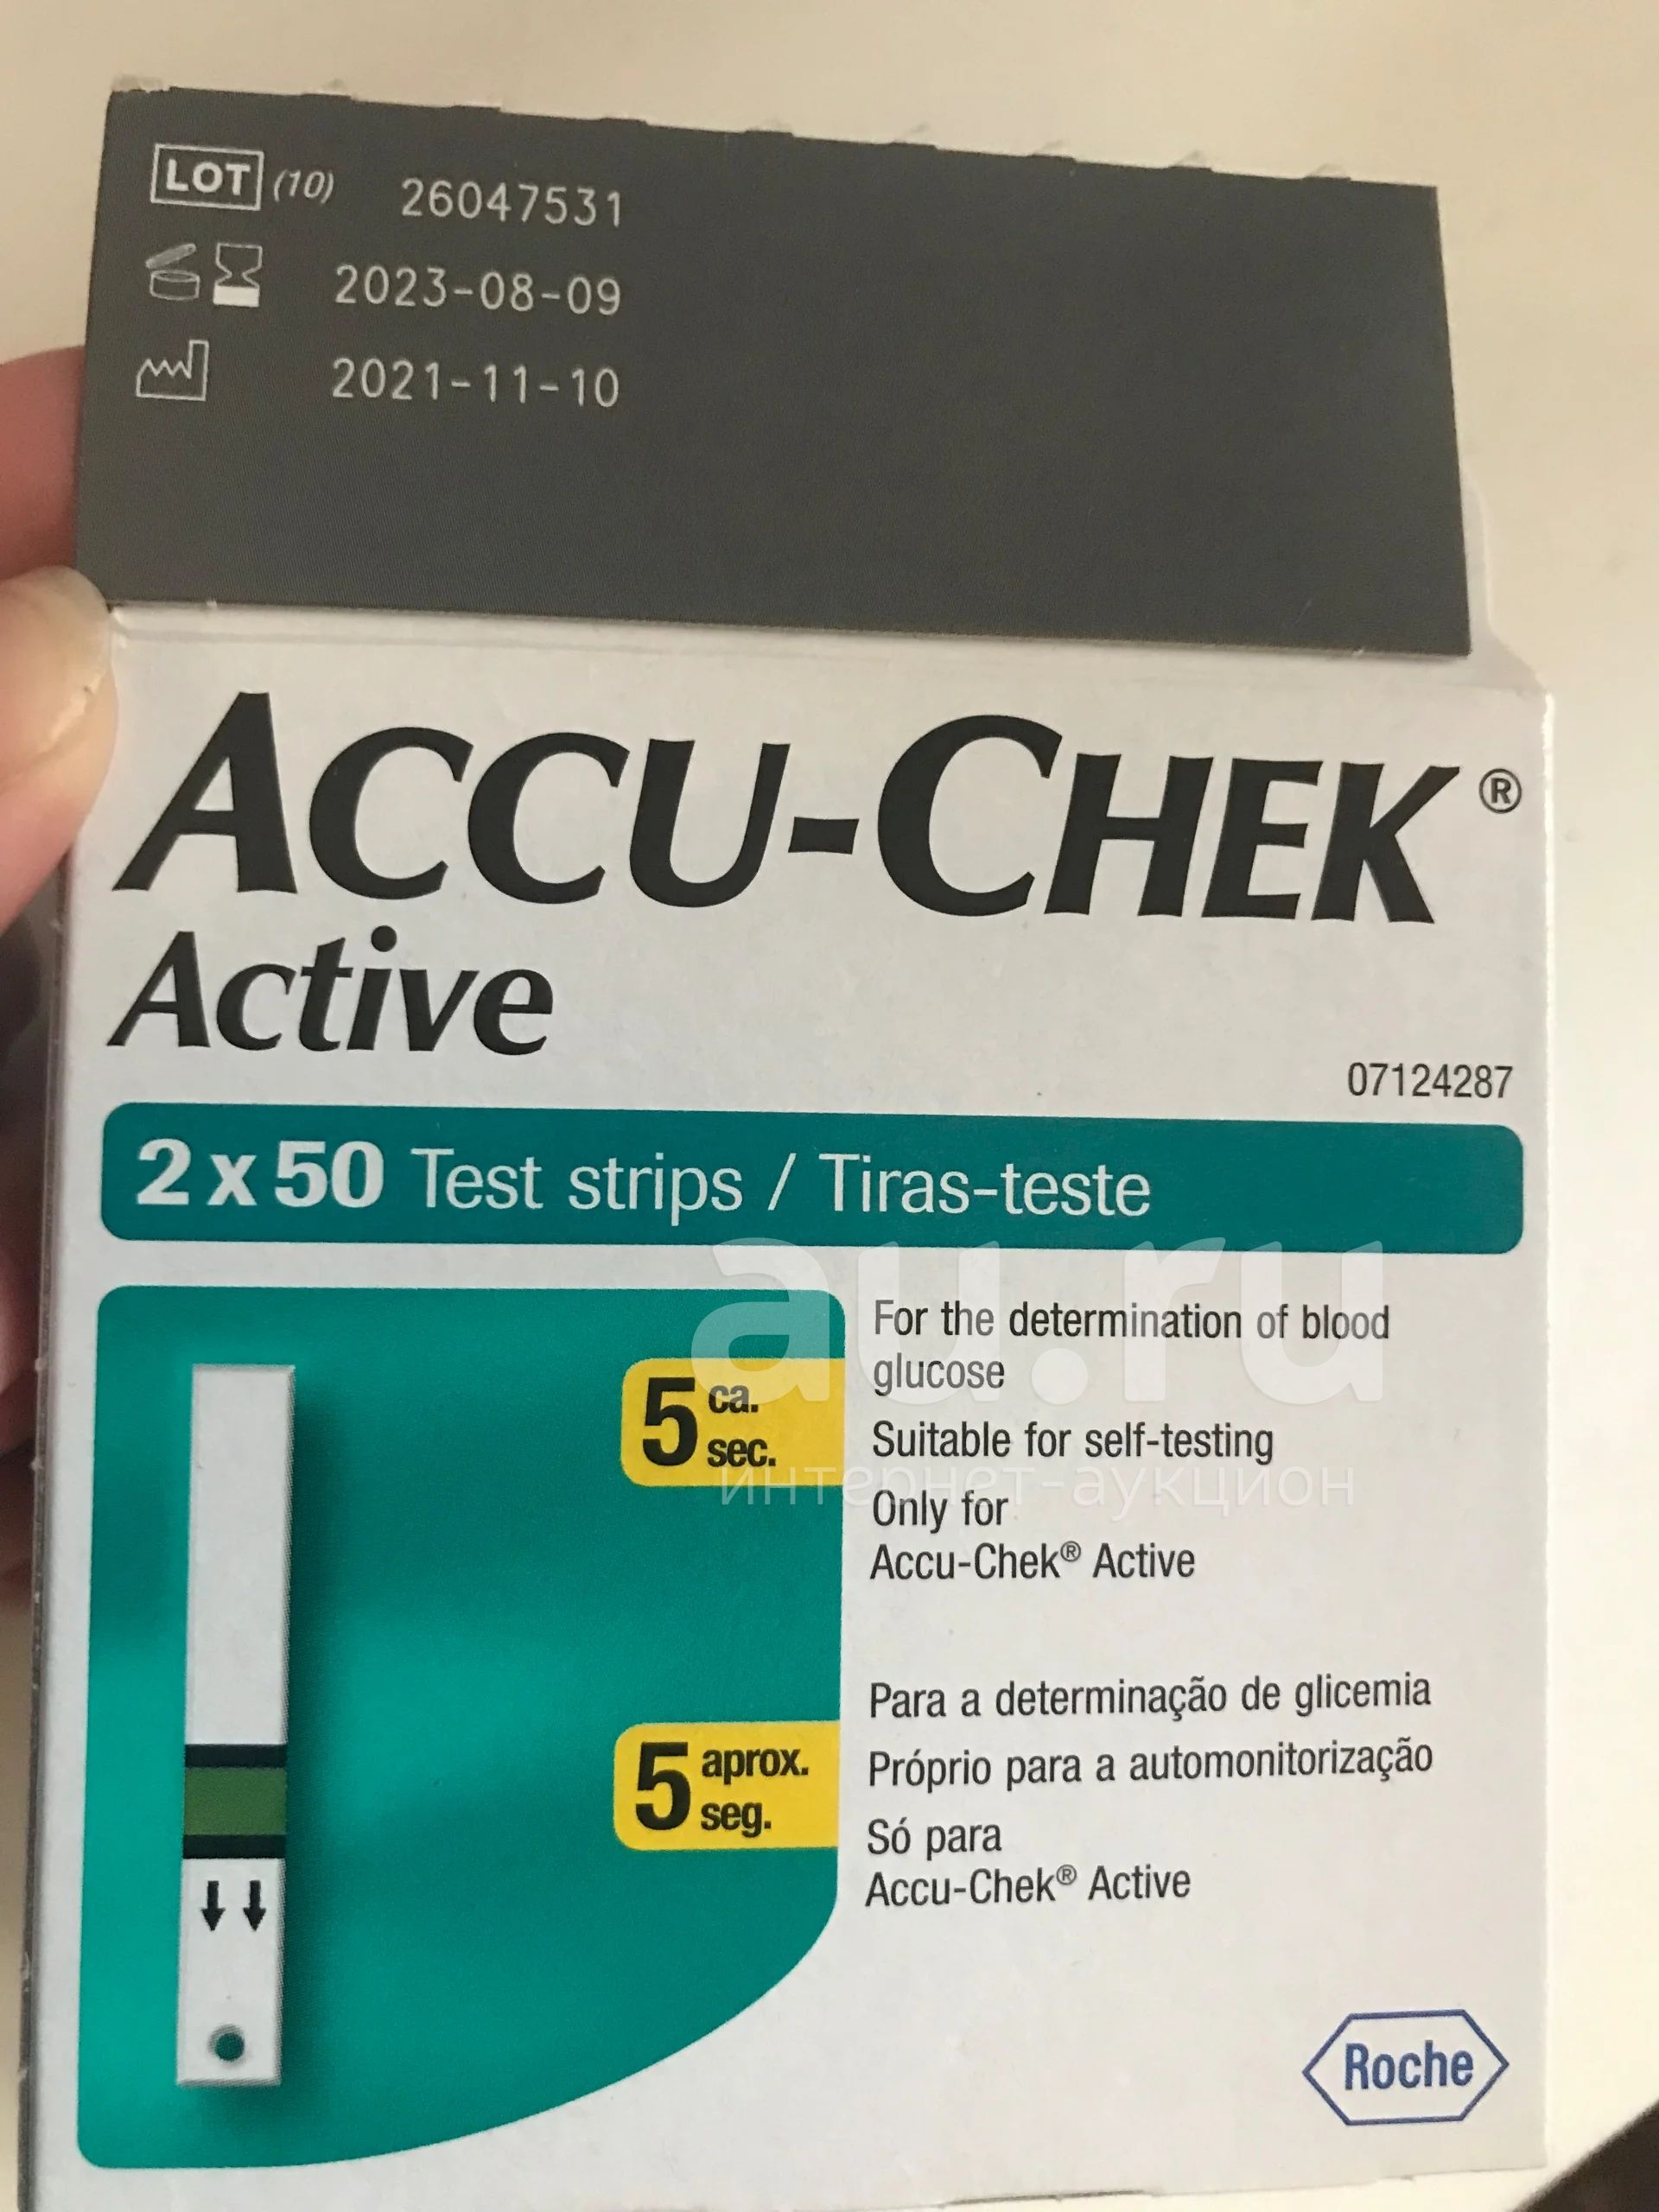 LOT (10) 26047531
2023-08-09
2021-11-10
ACCU-CHEK®
Active
07124287
2 x 50 Test strips / Tiras-teste
au.ru
интернет-аукцион
5 ca.
sec.
For the determination of blood
glucose
Suitable for self-testing
Only for
Accu-Chek® Active
5 aprox.
seg.
Para a determinação de glicemia
Próprio para a automonitorização
Só para
Accu-Chek® Active
Roche